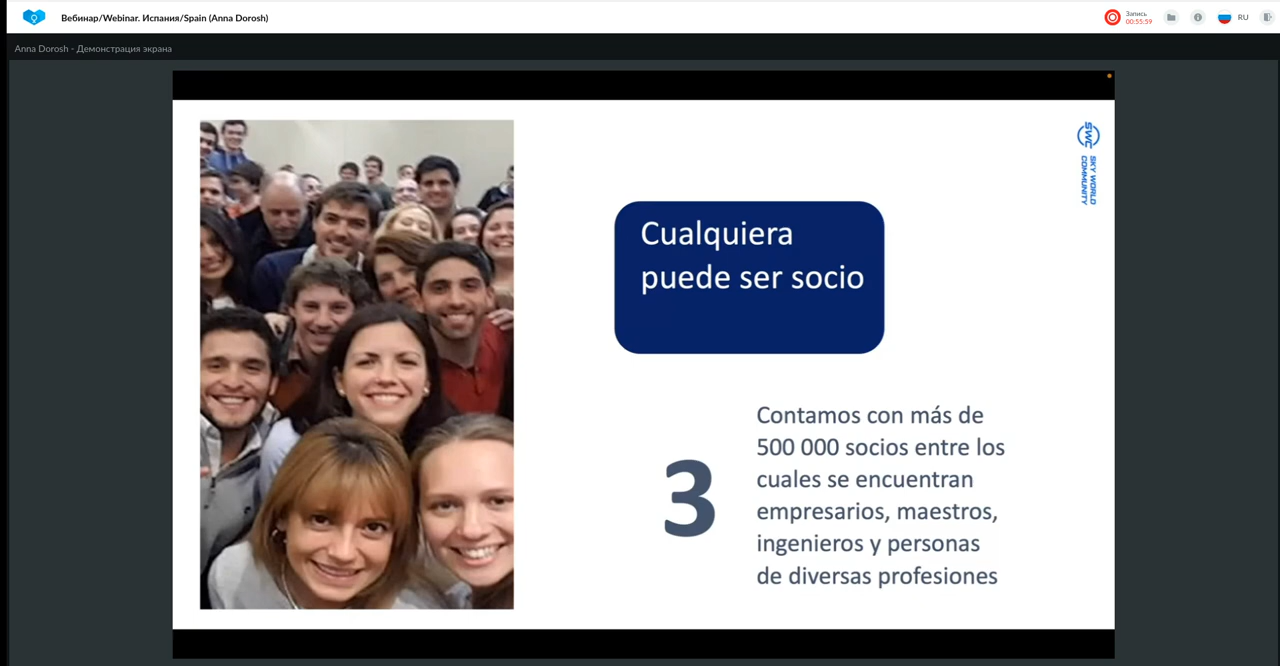 Вебинар/Webinar. Испания/Spain (Anna Dorosh)
Запись
00:55:59
RU
Anna Dorosh - Демонстрация экрана
SWC
SKY WORLD
COMMUNITY
Cualquiera
puede ser socio
3
Contamos con más de
500 000 socios entre los
cuales se encuentran
empresarios, maestros,
ingenieros y personas
de diversas profesiones